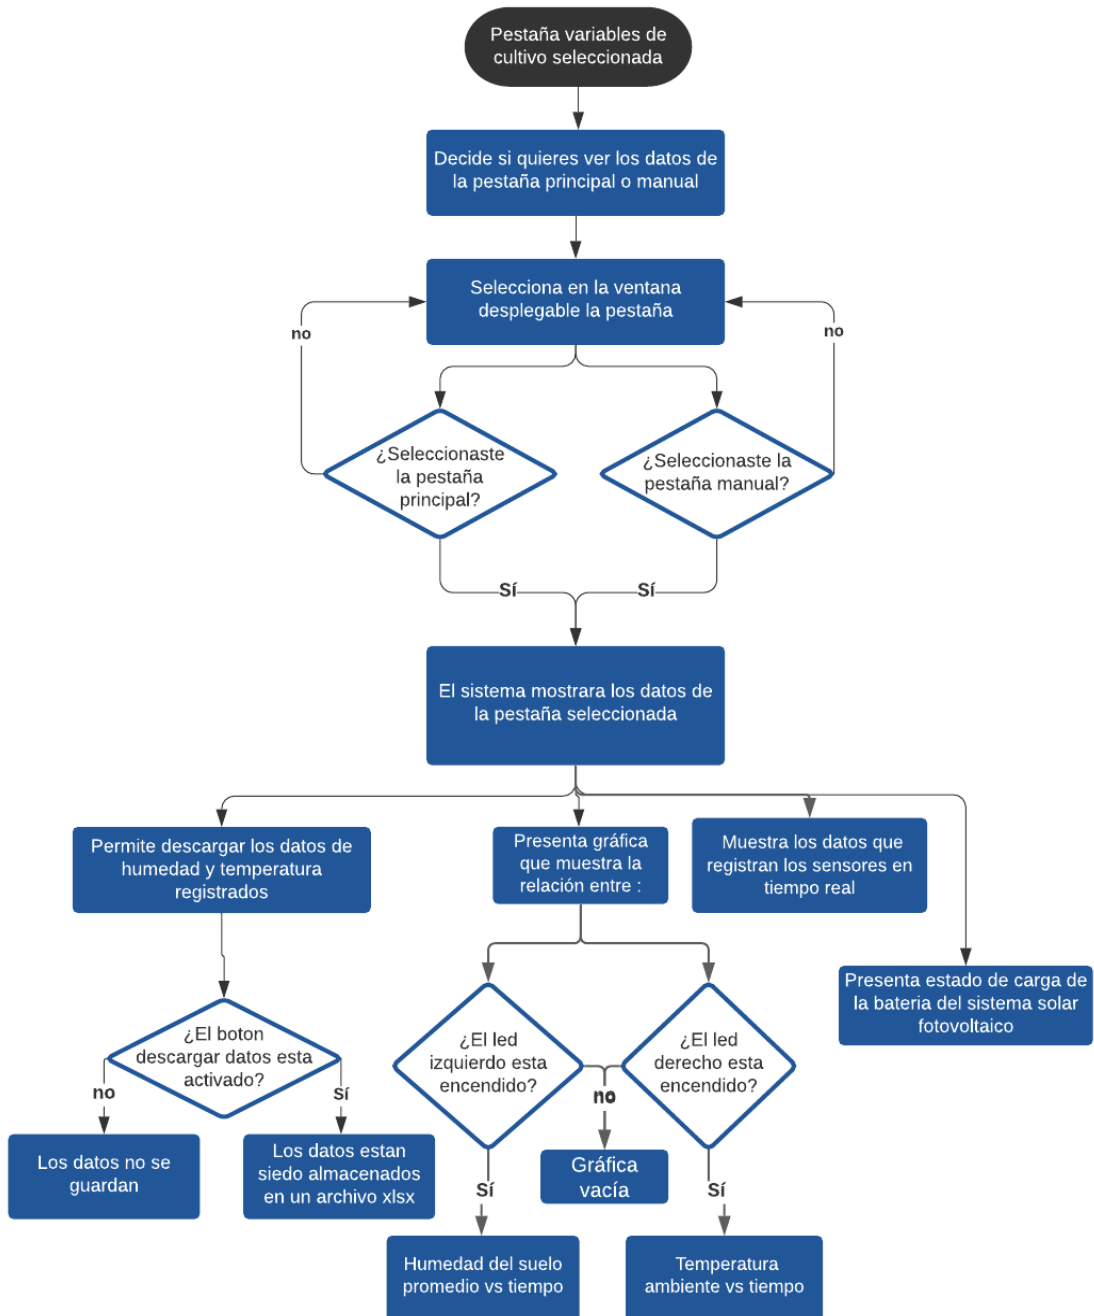 Pestaña variables de
cultivo seleccionada
Decide si quieres ver los datos de
la pestaña principal o manual
Selecciona en la ventana
desplegable la pestaña
no
no
¿Seleccionaste
la pestaña
principal?
¿Seleccionaste la
pestaña manual?
Sí
Sí
El sistema mostrara los datos de
la pestaña seleccionada
Permite descargar los datos de
humedad y temperatura
registrados
Presenta gráfica
que muestra la
relación entre :
Muestra los datos que
registran los sensores en
tiempo real
Presenta estado de carga de
la bateria del sistema solar
fotovoltaico
¿El boton
descargar datos esta
activado?
¿El led
izquierdo esta
encendido?
¿El led
derecho esta
encendido?
no
Sí
no
Los datos no se
guardan
Los datos estan
siedo almacenados
en un archivo xlsx
Gráfica
vacía
Sí
Sí
Humedad del suelo
promedio vs tiempo
Temperatura
ambiente vs tiempo